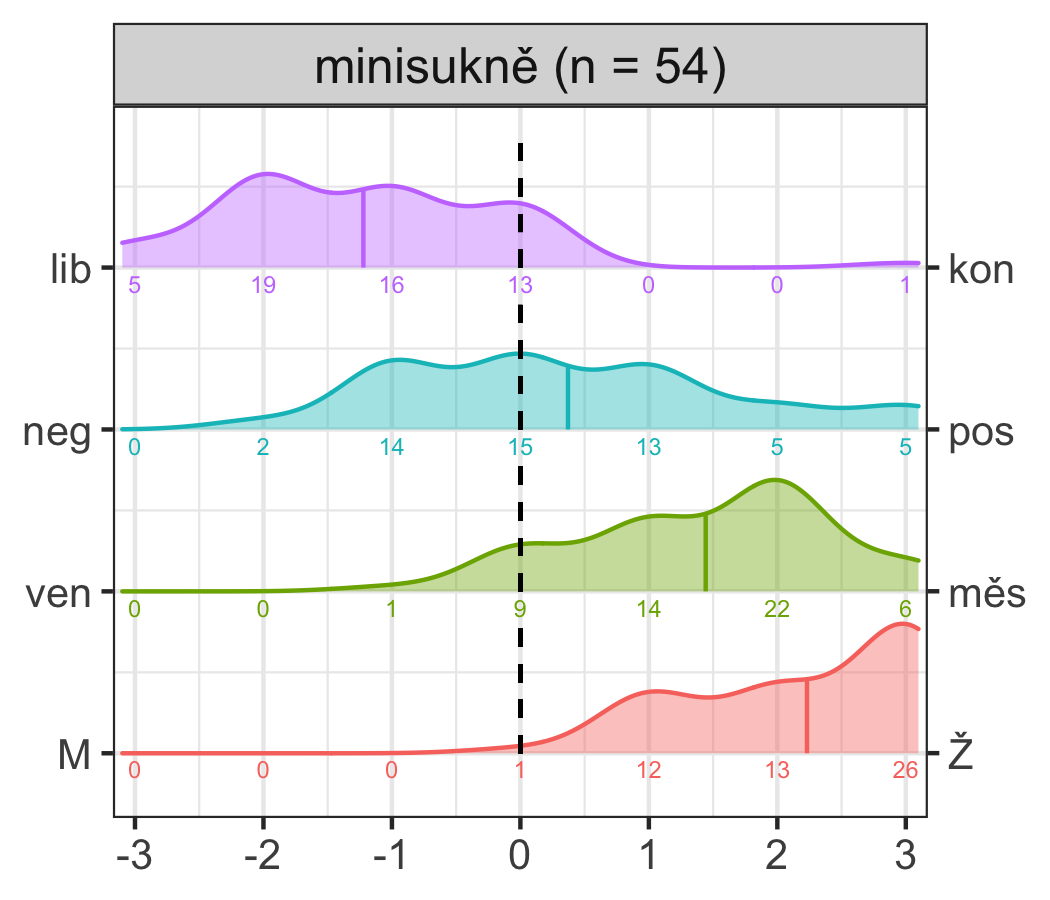 minisukně (n = 54)
lib kon
5 19 16 13 0 0 1
neg pos
0 2 14 15 13 5 5
ven měs
0 0 1 9 14 22 6
M Ž
0 0 0 1 12 13 26
-3 -2 -1 0 1 2 3